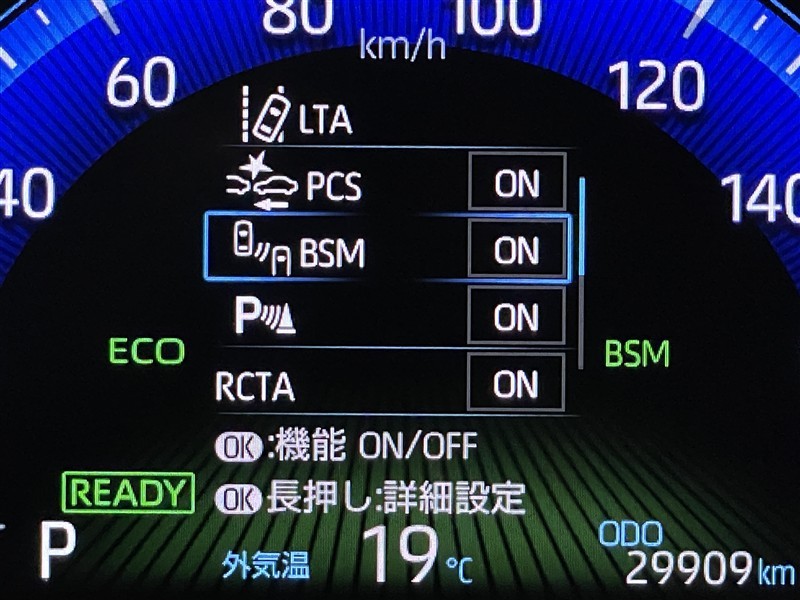 80 100
km/h
60 120
40 140
LTA
PCS ON
BSM ON
P ON
ECO BSM
RCTA ON
OK:機能 ON/OFF
READY
OK長押し:詳細設定
P 外気温 19℃
ODO
29909km